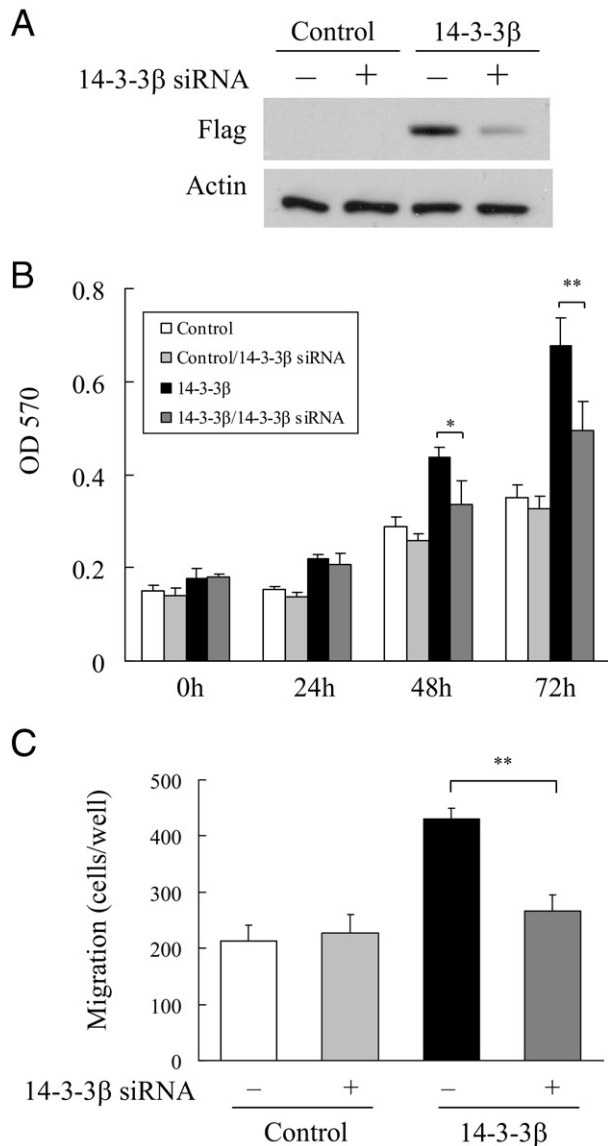 A
Control 14-3-3β
14-3-3β siRNA – + – +
Flag
Actin
B
0.8
0.6
0.4
0.2
0
OD 570
Control
Control/14-3-3β siRNA
14-3-3β
14-3-3β/14-3-3β siRNA
*
**
0h 24h 48h 72h
C
500
400
300
200
100
0
Migration (cells/well)
**
14-3-3β siRNA – + – +
Control 14-3-3β